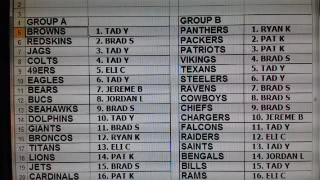 GROUP A GROUP B
BROWNS 1. TAD Y PANTHERS 1. RYAN K
REDSKINS 2. BRAD S PACKERS 2. PAT K
JAGS 3. TAD Y PATRIOTS 3. PAT K
COLTS 4. TAD Y VIKINGS 4. BRAD S
49ERS 5. ELI C TEXANS 5. TAD Y
EAGLES 6. TAD Y STEELERS 6. TAD Y
BEARS 7. JEREME B RAVENS 7. BRAD S
BUCS 8. JORDAN L COWBOYS 8. BRAD S
SEAHAWKS 9. BRAD S CHIEFS 9. BRAD S
DOLPHINS 10. TAD Y CHARGERS 10. JEREME B
GIANTS 11. BRAD S FALCONS 11. TAD Y
BRONCOS 12. RYAN K RAIDERS 12. ELI C
TITANS 13. ELI C SAINTS 13. TAD Y
LIONS 14. PAT K BENGALS 14. JORDAN L
JETS 15. BRAD S BILLS 15. TAD Y
CARDINALS 16. PAT K RAMS 16. ELI C